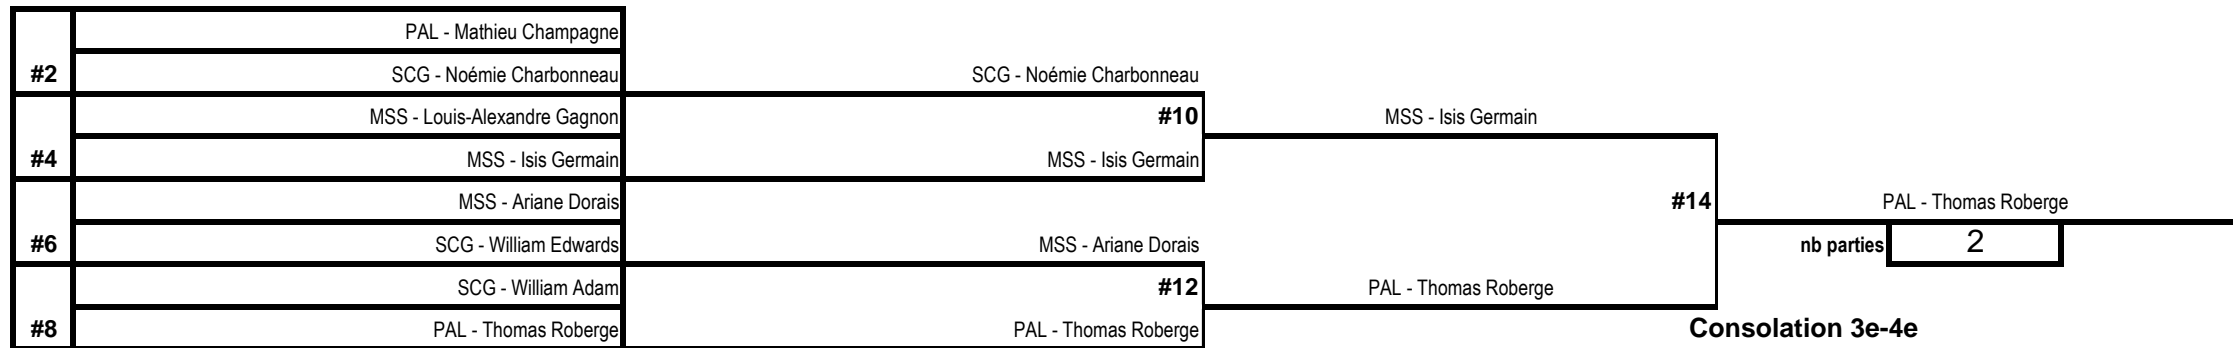 PAL - Mathieu Champagne
#2 SCG - Noémie Charbonneau SCG - Noémie Charbonneau
MSS - Louis-Alexandre Gagnon #10 MSS - Isis Germain
#4 MSS - Isis Germain MSS - Isis Germain
MSS - Ariane Dorais #14 PAL - Thomas Roberge
#6 SCG - William Edwards MSS - Ariane Dorais nb parties 2
SCG - William Adam #12 PAL - Thomas Roberge
#8 PAL - Thomas Roberge PAL - Thomas Roberge Consolation 3e-4e